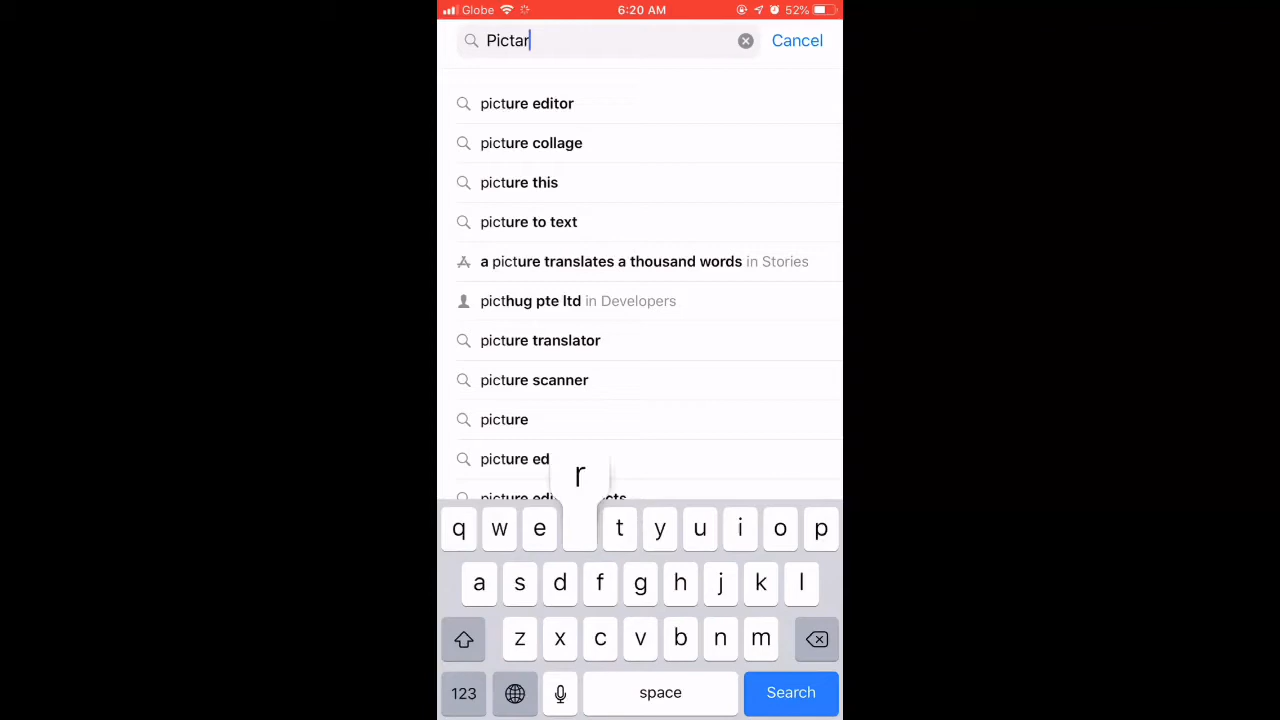 Globe 6:20 AM 52%
Pictar Cancel
picture editor
picture collage
picture this
picture to text
a picture translates a thousand words in Stories
picthug pte ltd in Developers
picture translator
picture scanner
picture
picture ed
r
q w e t y u i o p
a s d f g h j k l
z x c v b n m
123 space Search